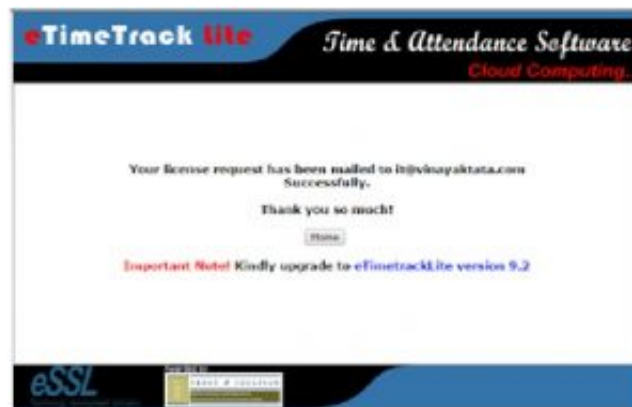 eTimeTrack Lite
Time & Attendance Software
Cloud Computing..
Your license request has been mailed to it@vinayaktata.com
Successfully.
Thank you so much!
Home
Important Note! Kindly upgrade to eTimetrackLite version 9.2
eSSL